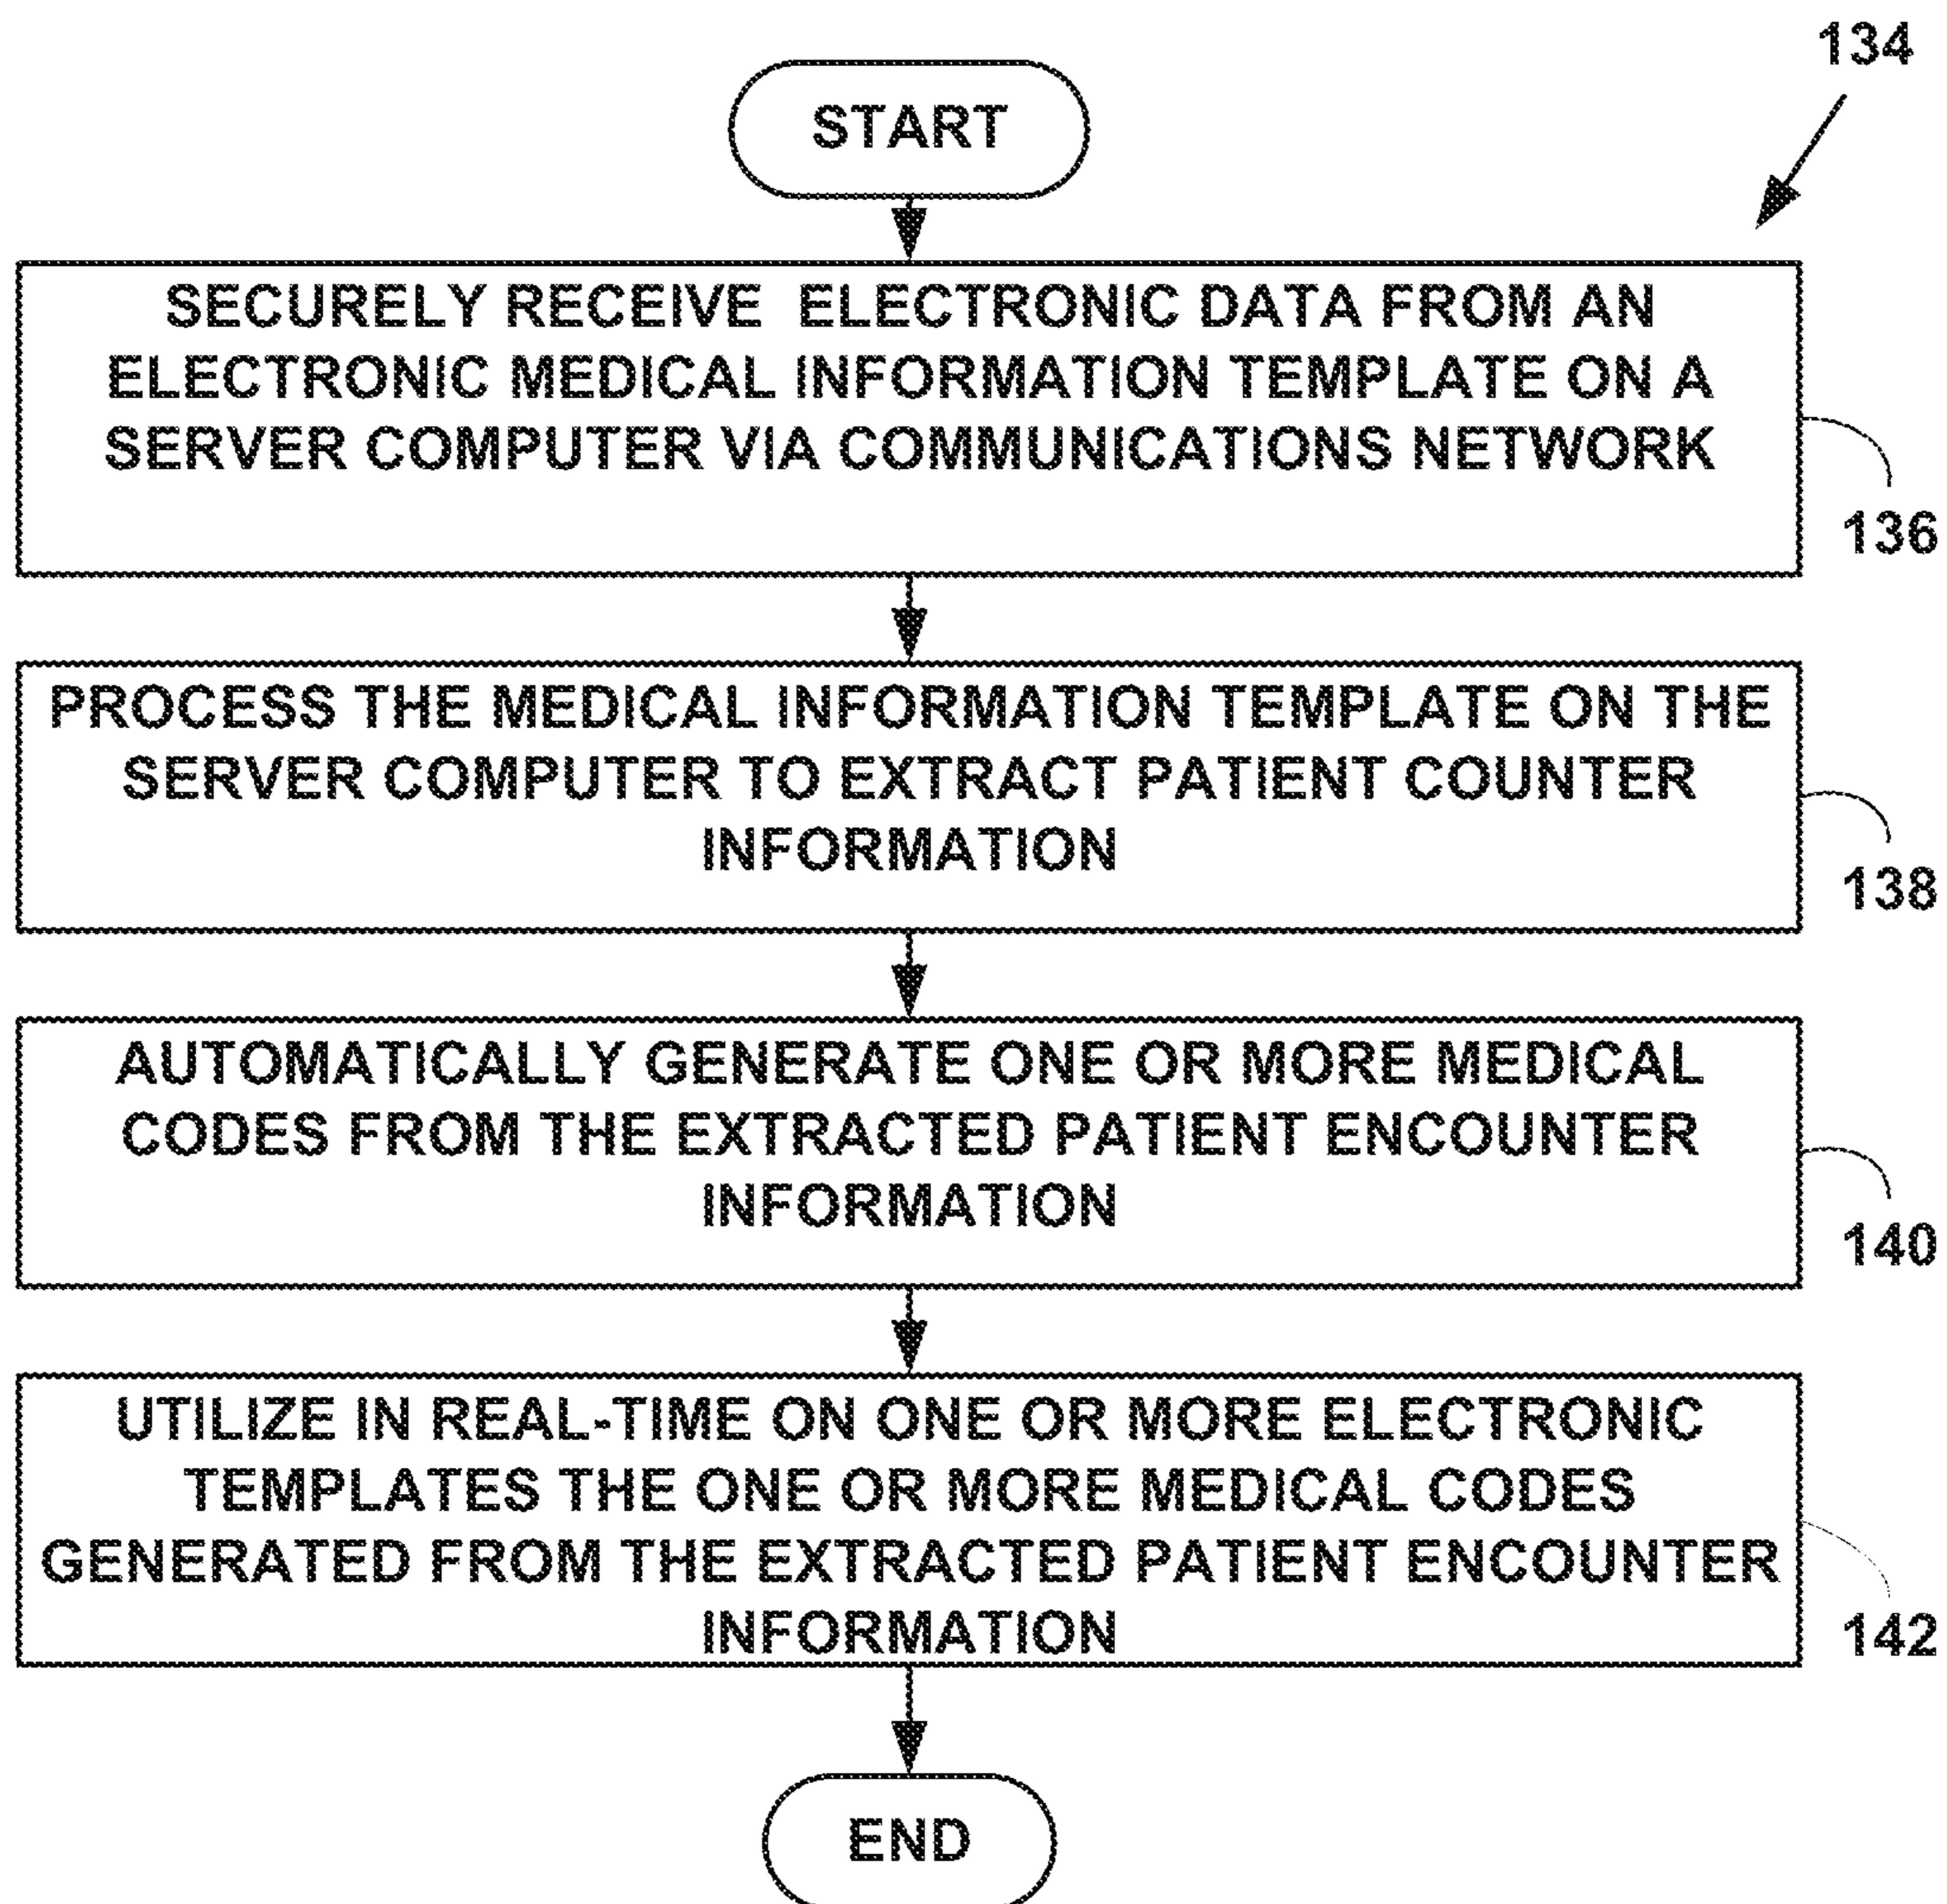 134
START
SECURELY RECEIVE ELECTRONIC DATA FROM AN
ELECTRONIC MEDICAL INFORMATION TEMPLATE ON A
SERVER COMPUTER VIA COMMUNICATIONS NETWORK
136
PROCESS THE MEDICAL INFORMATION TEMPLATE ON THE
SERVER COMPUTER TO EXTRACT PATIENT COUNTER
INFORMATION
138
AUTOMATICALLY GENERATE ONE OR MORE MEDICAL
CODES FROM THE EXTRACTED PATIENT ENCOUNTER
INFORMATION
140
UTILIZE IN REAL-TIME ON ONE OR MORE ELECTRONIC
TEMPLATES THE ONE OR MORE MEDICAL CODES
GENERATED FROM THE EXTRACTED PATIENT ENCOUNTER
INFORMATION
142
END